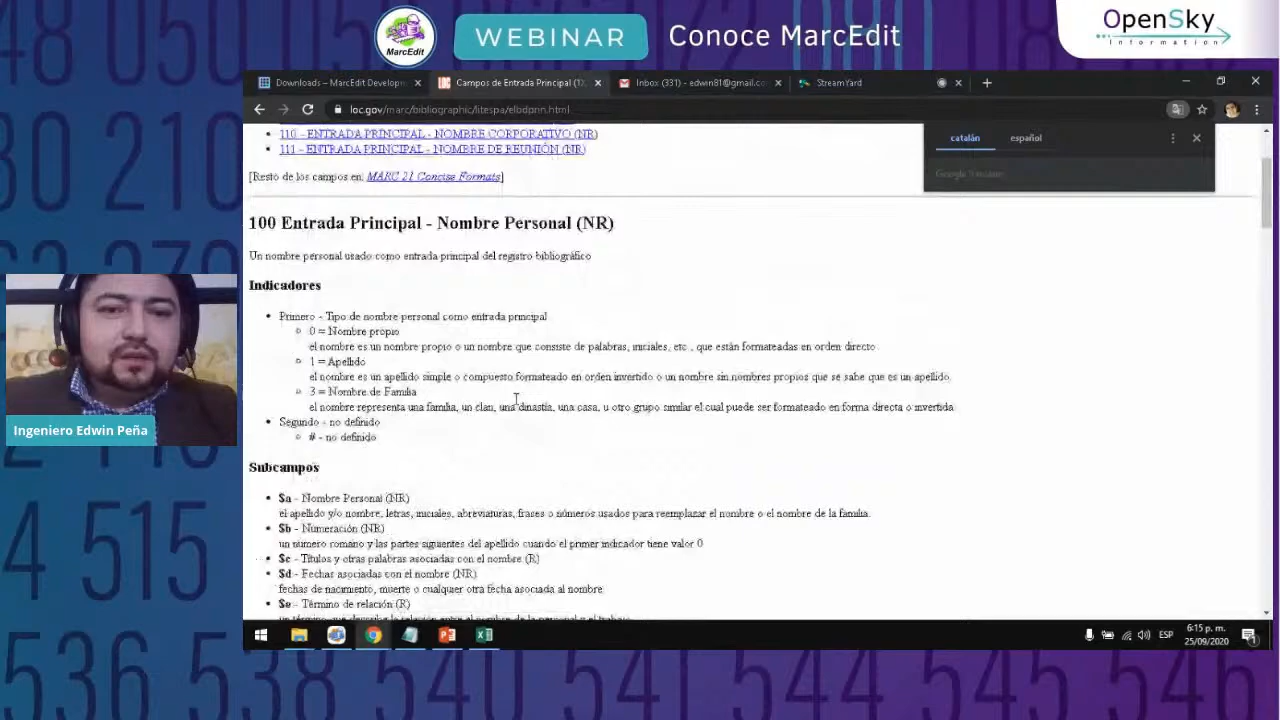 MarcEdit
WEBINAR
Conoce MarcEdit
OpenSky
Information
Downloads – MarcEdit Developm
Campos de Entrada Principal (1X
Inbox (331) - edwin81@gmail.co
StreamYard
loc.gov/marc/bibliographic/litespa/elbdpnn.html
catalán
español
Google Translate
110 - ENTRADA PRINCIPAL - NOMBRE CORPORATIVO (NR)
111 - ENTRADA PRINCIPAL - NOMBRE DE REUNIÓN (NR)
[Resto de los campos en: MARC 21 Concise Formats]
100 Entrada Principal - Nombre Personal (NR)
Un nombre personal usado como entrada principal del registro bibliográfico
Indicadores
Primero - Tipo de nombre personal como entrada principal
0 = Nombre propio
el nombre es un nombre propio o un nombre que consiste de palabras, iniciales, etc., que están formateadas en orden directo
1 = Apellido
el nombre es un apellido simple o compuesto formateado en orden invertido o un nombre sin nombres propios que se sabe que es un apellido.
3 = Nombre de Familia
el nombre representa una familia, un clan, una dinastía, una casa, u otro grupo similar el cual puede ser formateado en forma directa o invertida
Segundo - no definido
# - no definido
Subcampos
$a - Nombre Personal (NR)
el apellido y/o nombre, letras, iniciales, abreviaturas, frases o números usados para reemplazar el nombre o el nombre de la familia.
$b - Numeración (NR)
un número romano y las partes siguientes del apellido cuando el primer indicador tiene valor 0
$c - Títulos y otras palabras asociadas con el nombre (R)
$d - Fechas asociadas con el nombre (NR)
fechas de nacimiento, muerte o cualquier otra fecha asociada al nombre
$e - Término de relación (R)
Ingeniero Edwin Peña
ESP
6:15 p. m.
25/09/2020